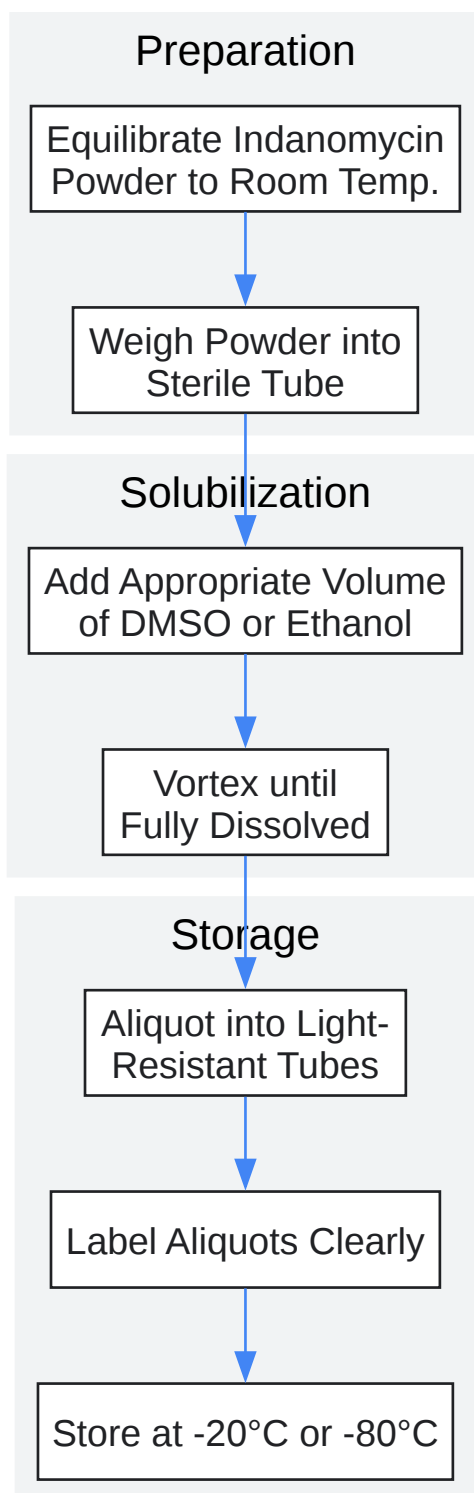 Preparation
Equilibrate Indanomycin
Powder to Room Temp.
Weigh Powder into
Sterile Tube
Solubilization
Add Appropriate Volume
of DMSO or Ethanol
Vortex until
Fully Dissolved
Storage
Aliquot into Light-
Resistant Tubes
Label Aliquots Clearly
Store at -20°C or -80°C